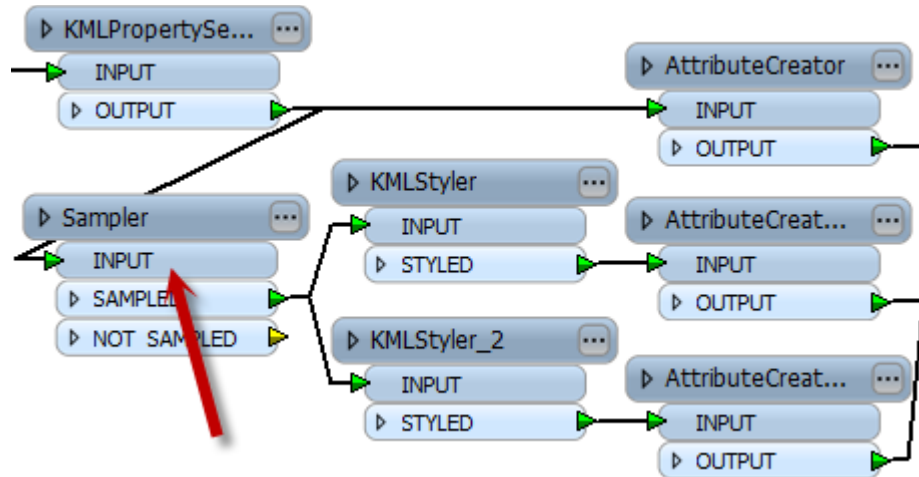 KMLPropertySe...
INPUT
OUTPUT
AttributeCreator
INPUT
OUTPUT
Sampler
INPUT
SAMPLED
NOT SAMPLED
KMLStyler
INPUT
STYLED
AttributeCreat...
INPUT
OUTPUT
KMLStyler_2
INPUT
STYLED
AttributeCreat...
INPUT
OUTPUT